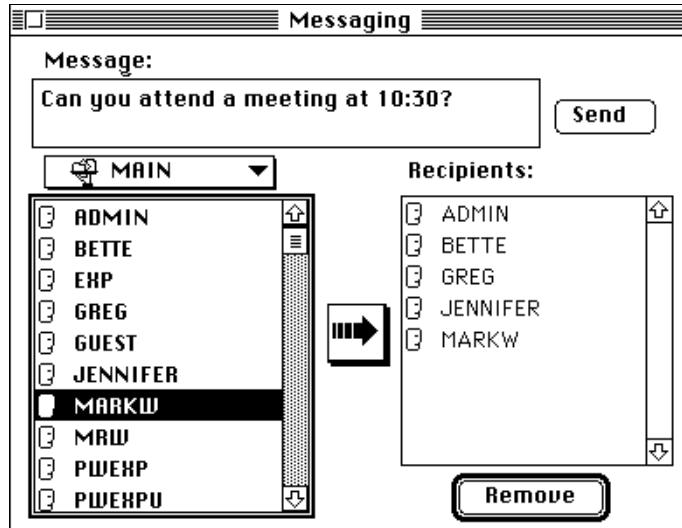 Messaging
Message:
Can you attend a meeting at 10:30?
Send
MAIN
ADMIN
BETTE
EXP
GREG
GUEST
JENNIFER
MARKW
MRW
PWEXP
PWEXPU
Recipients:
ADMIN
BETTE
GREG
JENNIFER
MARKW
Remove